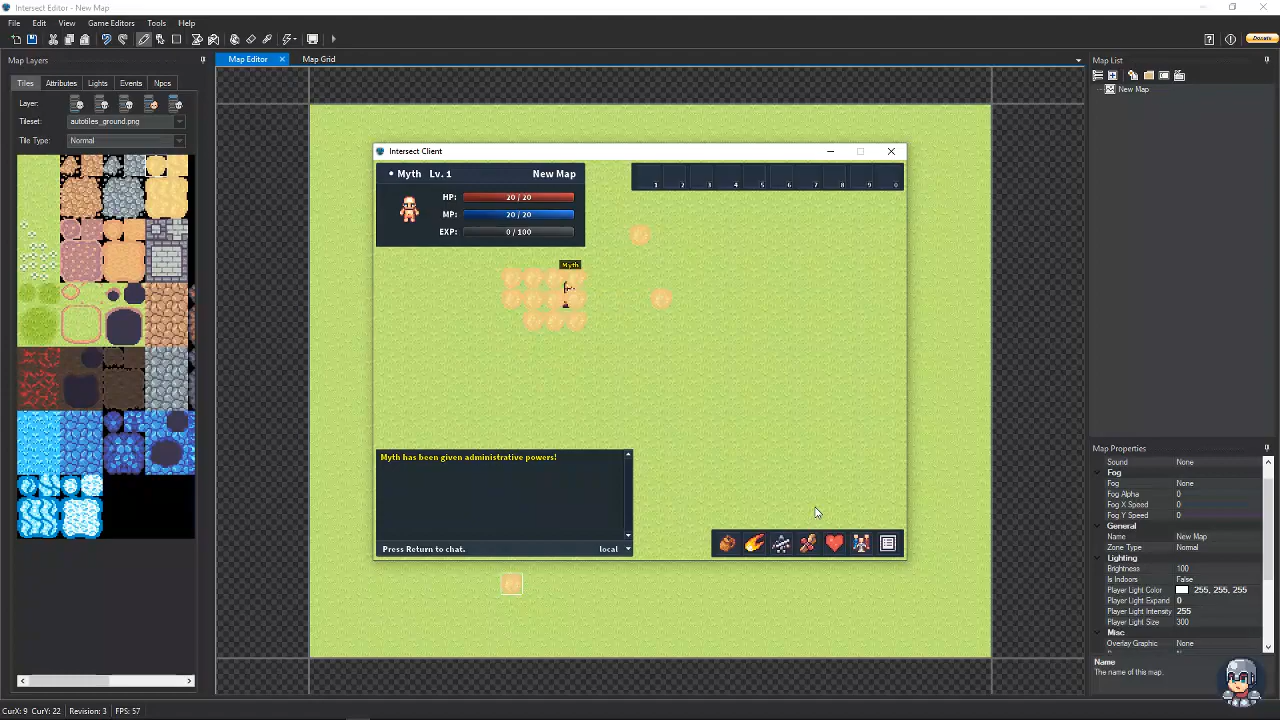 Intersect Editor - New Map
File Edit View Game Editors Tools Help
Donate
Map Layers
Map Editor
Map Grid
Map List
New Map
Tiles Attributes Lights Events Npcs
Layer:
Tileset: autotiles_ground.png
Tile Type: Normal
Intersect Client
Myth Lv. 1 New Map
HP: 20 / 20
MP: 20 / 20
EXP: 0 / 100
1 2 3 4 5 6 7 8 9 0
Myth
Myth has been given administrative powers!
Press Return to chat. local
Map Properties
Sound None
Fog
Fog None
Fog Alpha 0
Fog X Speed 0
Fog Y Speed 0
General
Name New Map
Zone Type Normal
Lighting
Brightness 100
Is Indoors False
Player Light Color 255, 255, 255
Player Light Expand 0
Player Light Intensity 255
Player Light Size 300
Misc
Overlay Graphic None
Name
The name of this map.
CurX: 9 CurY: 22 Revision: 3 FPS: 57